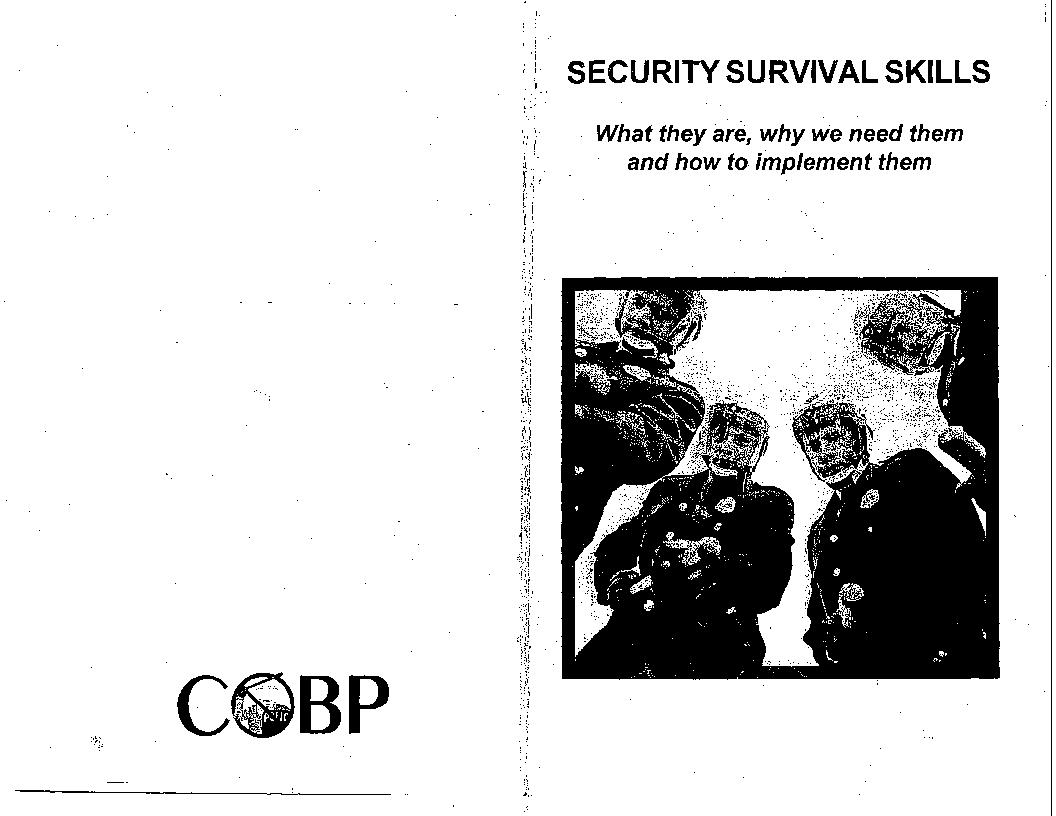 SECURITY SURVIVAL SKILLS
What they are, why we need them
and how to implement them
COBP